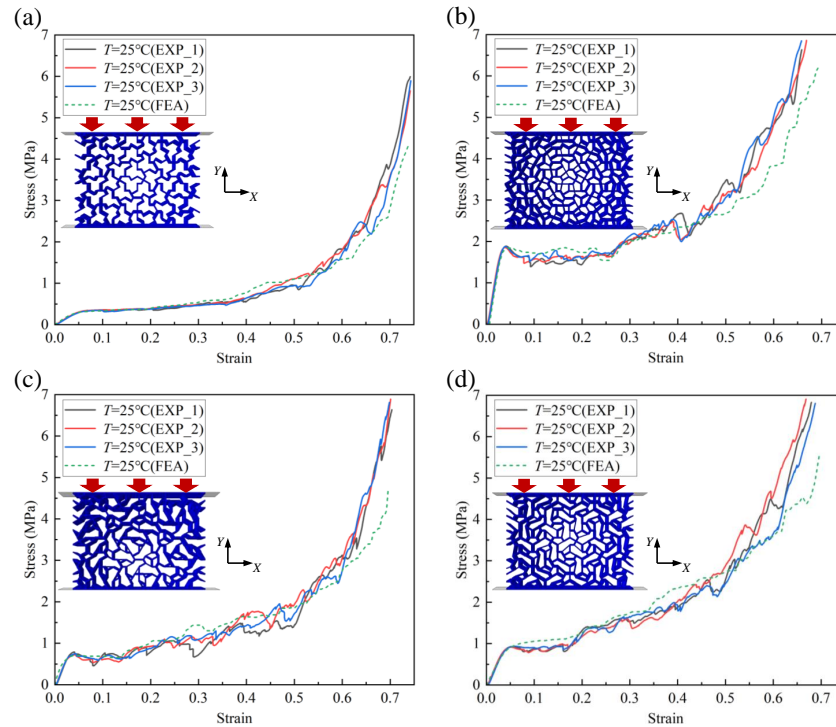 (a)
7
6
5
4
3
2
1
0
Stress (MPa)
T=25℃(EXP_1)
T=25℃(EXP_2)
T=25℃(EXP_3)
T=25℃(FEA)
Y
X
0.0 0.1 0.2 0.3 0.4 0.5 0.6 0.7
Strain
(b)
7
6
5
4
3
2
1
0
Stress (MPa)
T=25℃(EXP_1)
T=25℃(EXP_2)
T=25℃(EXP_3)
T=25℃(FEA)
Y
X
0.0 0.1 0.2 0.3 0.4 0.5 0.6 0.7
Strain
(c)
7
6
5
4
3
2
1
0
Stress (MPa)
T=25℃(EXP_1)
T=25℃(EXP_2)
T=25℃(EXP_3)
T=25℃(FEA)
Y
X
0.0 0.1 0.2 0.3 0.4 0.5 0.6 0.7
Strain
(d)
7
6
5
4
3
2
1
0
Stress (MPa)
T=25℃(EXP_1)
T=25℃(EXP_2)
T=25℃(EXP_3)
T=25℃(FEA)
Y
X
0.0 0.1 0.2 0.3 0.4 0.5 0.6 0.7
Strain